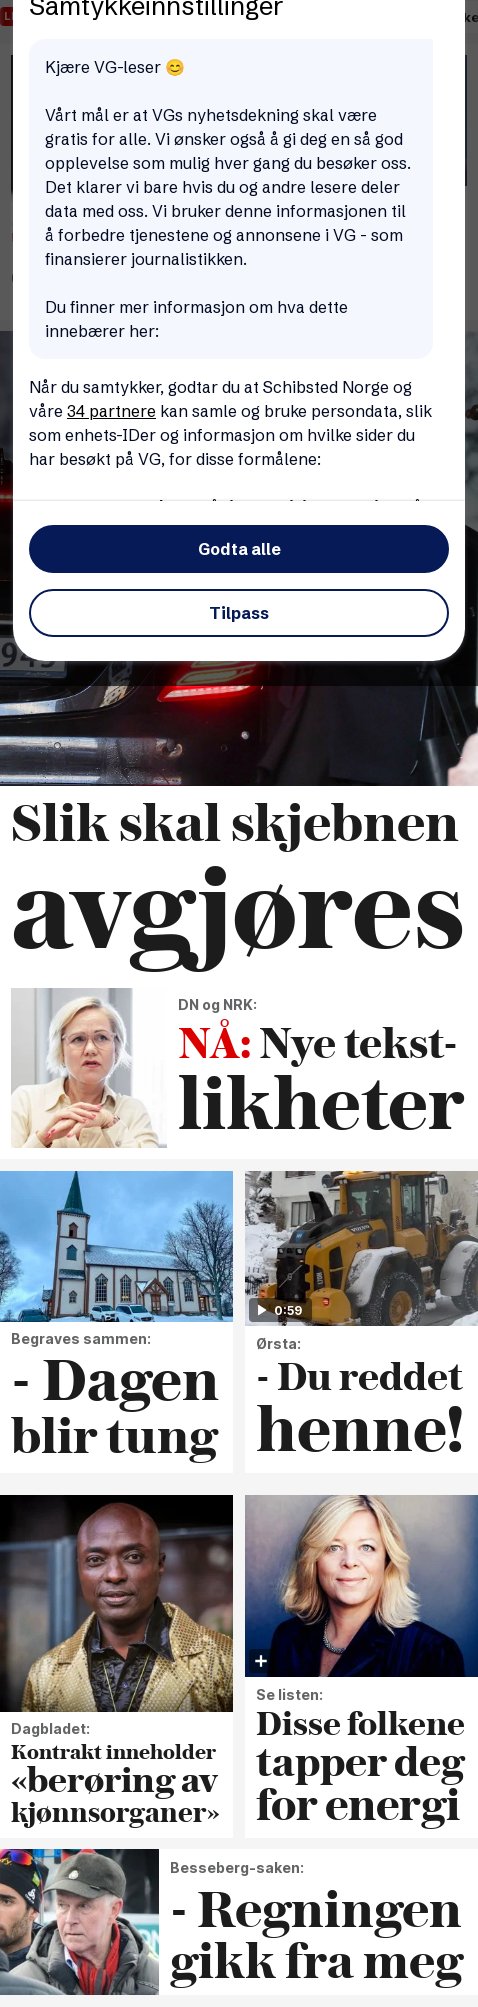 Samtykkeinnstillinger
Kjære VG-leser 😊
Vårt mål er at VGs nyhetsdekning skal være
gratis for alle. Vi ønsker også å gi deg en så god
opplevelse som mulig hver gang du besøker oss.
Det klarer vi bare hvis du og andre lesere deler
data med oss. Vi bruker denne informasjonen til
å forbedre tjenestene og annonsene i VG - som
finansierer journalistikken.
Du finner mer informasjon om hva dette
innebærer her:
Når du samtykker, godtar du at Schibsted Norge og
våre 34 partnere kan samle og bruke persondata, slik
som enhets-IDer og informasjon om hvilke sider du
har besøkt på VG, for disse formålene:
Godta alle
Tilpass
Slik skal skjebnen
avgjøres
DN og NRK:
NÅ: Nye tekst-
likheter
0:59
Begraves sammen:
- Dagen
blir tung
Ørsta:
- Du reddet
henne!
Dagbladet:
Kontrakt inneholder
«berøring av
kjønnsorganer»
Se listen:
Disse folkene
tapper deg
for energi
Besseberg-saken:
- Regningen
gikk fra meg